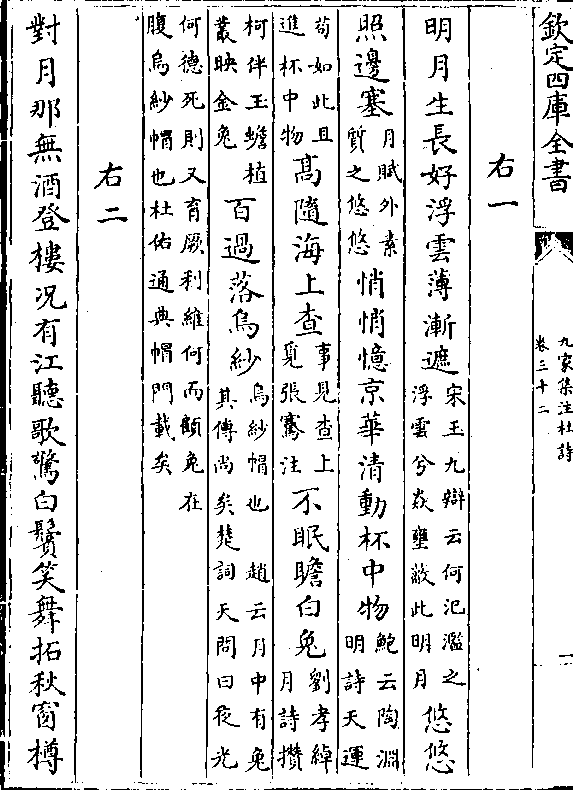 欽定四庫全書
九家集注杜詩
卷三十二
一
右一
明月生長好浮雲薄漸遮宋玉九辯云何氾濫之浮雲兮猋壅蔽此明月悠悠
照邊塞月賦外素質之悠悠悄悄憶京華清動杯中物鮑云陶淵明詩天運
苟如此且進杯中物髙隨海上查事見查上覓張騫注不眠瞻白兎劉孝綽月詩攢
柯伴玉蟾植叢映金兎百過落烏紗烏紗帽也趙云月中有兎其傳尚矣楚詞天問曰夜光
何德死則又育厥利維何而顧兎在腹烏紗帽也杜佑通典帽門載矣
右二
對月那無酒登樓况有江聽歌驚白鬢笑舞拓秋窗樽